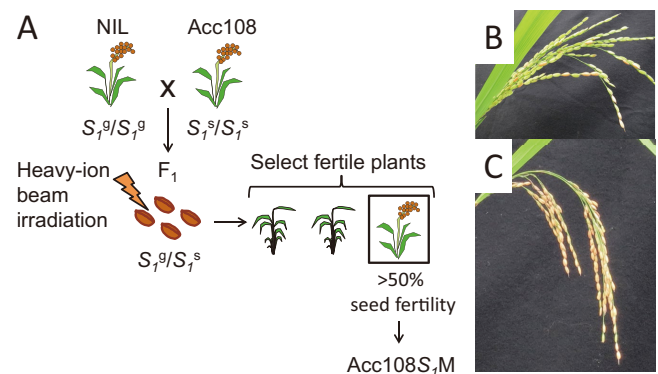 A
NIL
Acc108
X
S₁ᵍ/S₁ᵍ
S₁ˢ/S₁ˢ
Heavy-ion
beam
irradiation
F₁
S₁ᵍ/S₁ˢ
Select fertile plants
>50%
seed fertility
Acc108S₁M
B
C